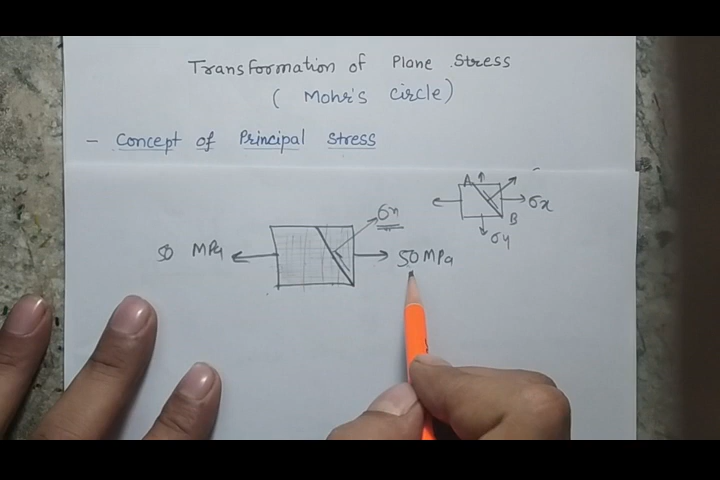 Transformation of Plane Stress
( Mohr's circle)
- Concept of Principal stress
A
B
σx
σy
σn
50 MPa
50 MPa